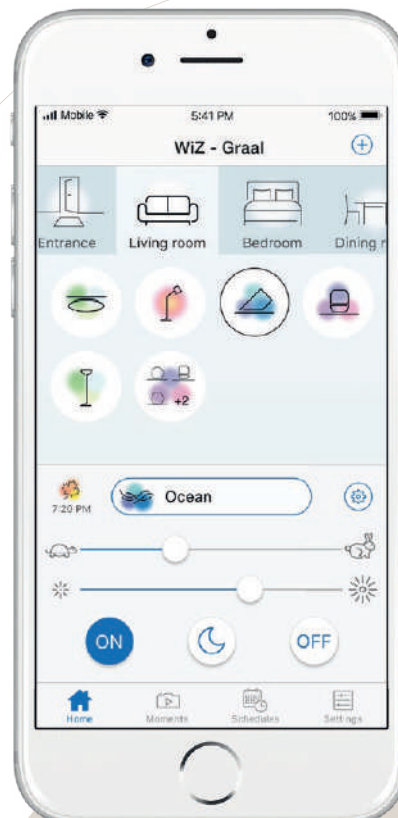 Mobile 5:41 PM 100%
WiZ - Graal
Entrance Living room Bedroom Dining r
+2
7:20 PM Ocean
ON OFF
Home Moments Schedules Settings